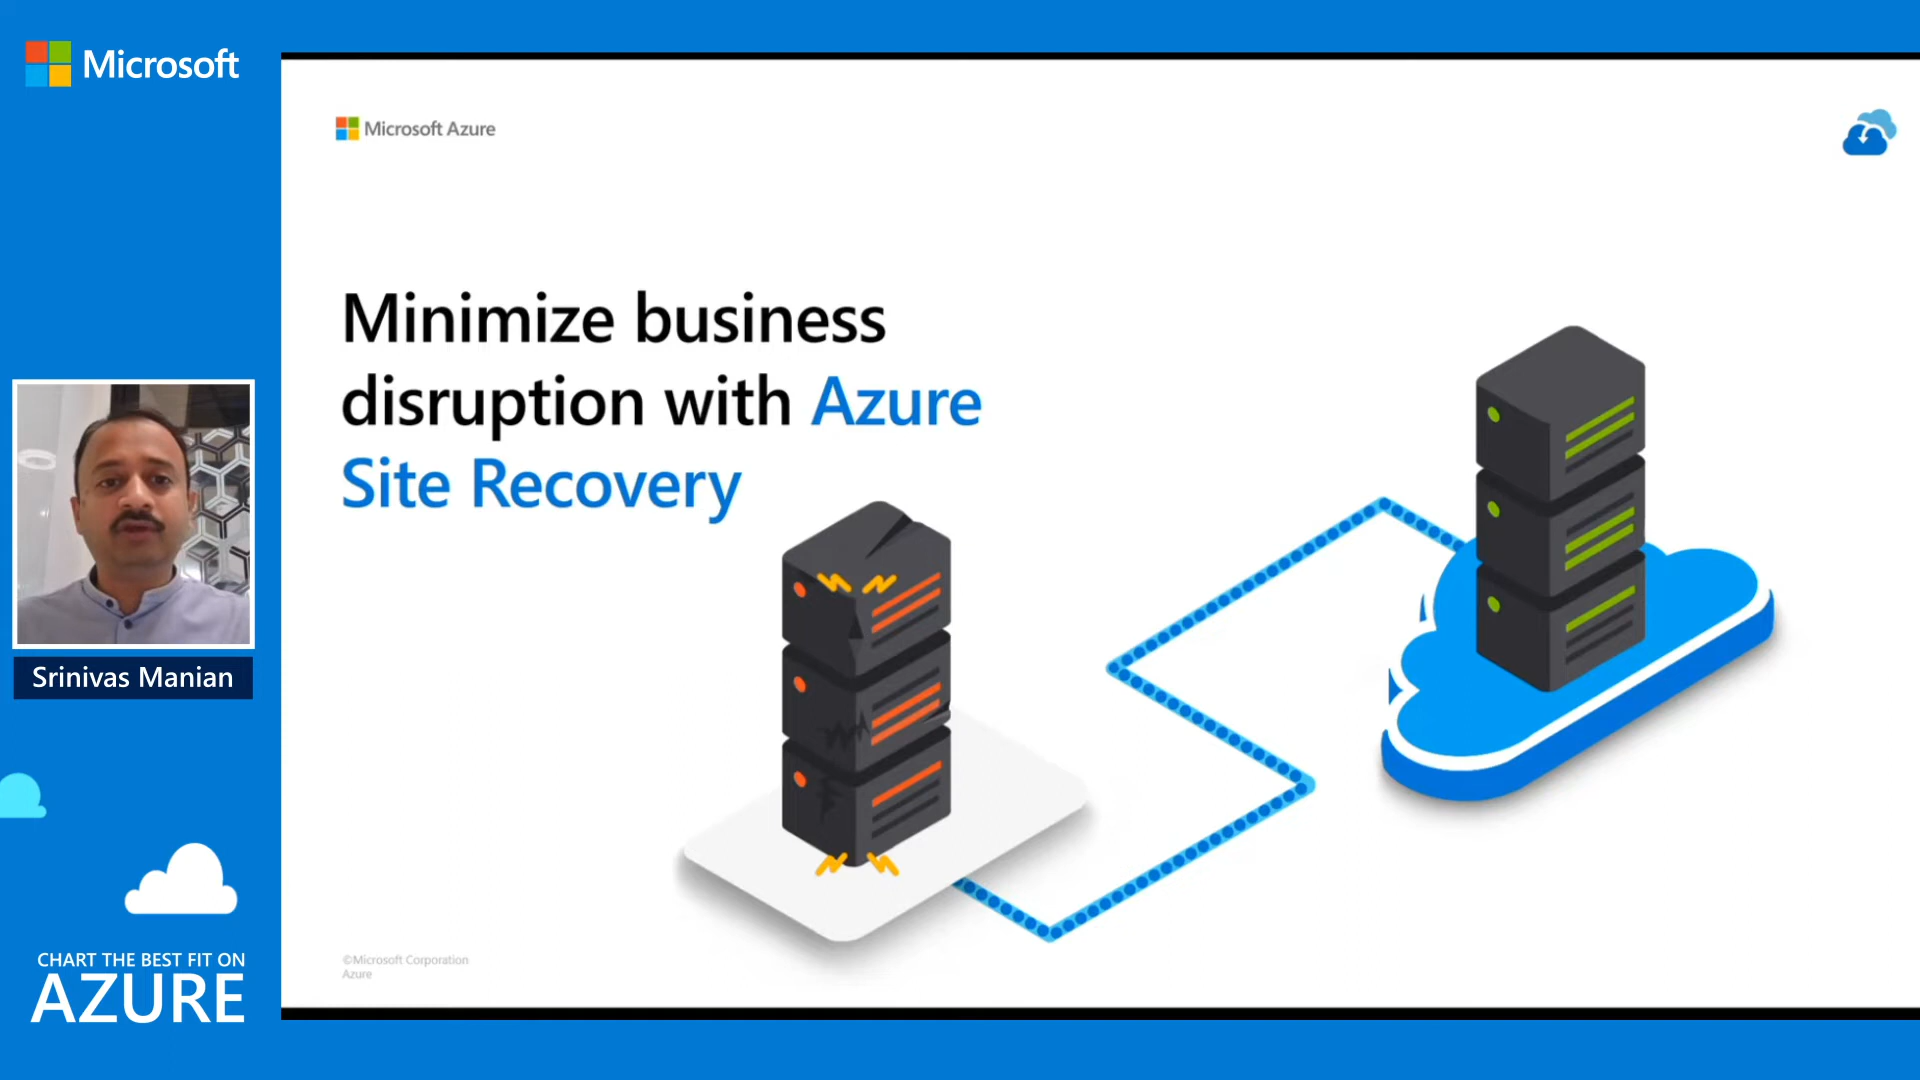 Microsoft
Microsoft Azure
Minimize business
disruption with Azure
Site Recovery
Srinivas Manian
©Microsoft Corporation
Azure
CHART THE BEST FIT ON
AZURE